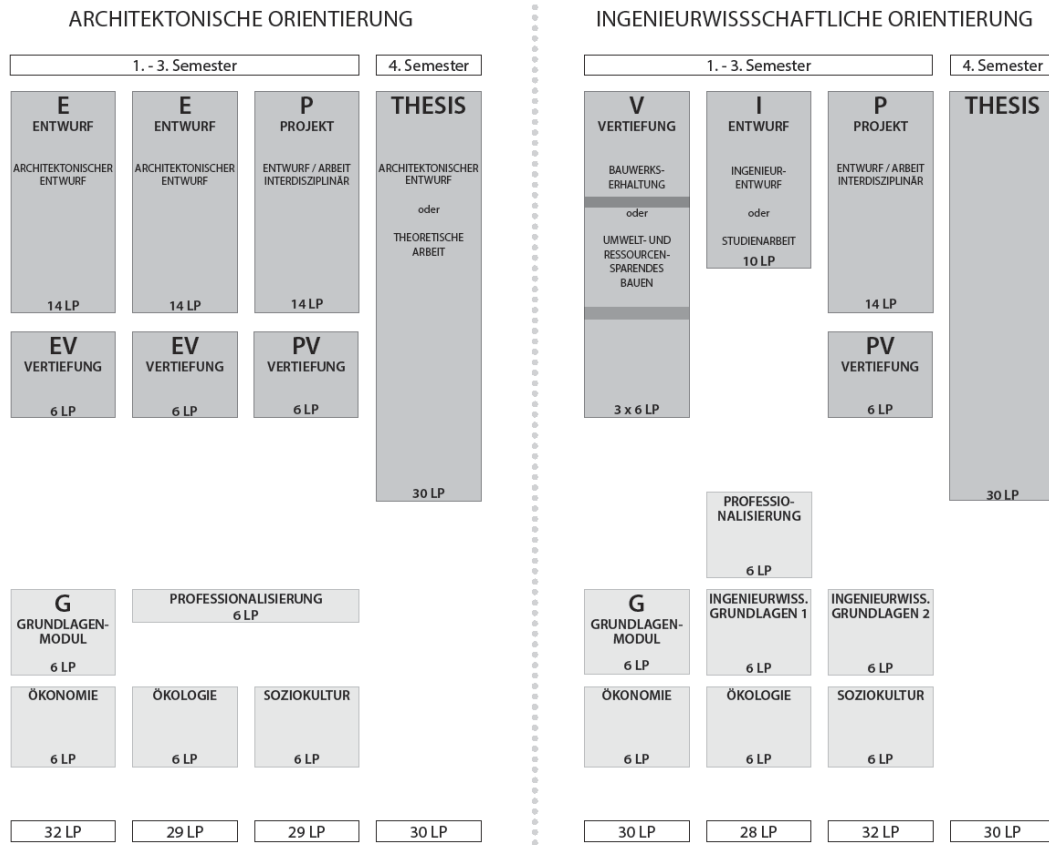 ARCHITEKTONISCHE ORIENTIERUNG
1. - 3. Semester
4. Semester
E
ENTWURF
ARCHITEKTONISCHER
ENTWURF
14 LP
E
ENTWURF
ARCHITEKTONISCHER
ENTWURF
14 LP
P
PROJEKT
ENTWURF / ARBEIT
INTERDISZIPLINÄR
14 LP
THESIS
ARCHITEKTONISCHER
ENTWURF
oder
THEORETISCHE
ARBEIT
30 LP
EV
VERTIEFUNG
6 LP
EV
VERTIEFUNG
6 LP
PV
VERTIEFUNG
6 LP
G
GRUNDLAGEN-
MODUL
6 LP
PROFESSIONALISIERUNG
6 LP
ÖKONOMIE
6 LP
ÖKOLOGIE
6 LP
SOZIOKULTUR
6 LP
32 LP
29 LP
29 LP
30 LP
INGENIEURWISSSCHAFTLICHE ORIENTIERUNG
1. - 3. Semester
4. Semester
V
VERTIEFUNG
BAUWERKS-
ERHALTUNG
oder
UMWELT- UND
RESSOURCEN-
SPARENDES
BAUEN
3 x 6 LP
I
ENTWURF
INGENIEUR-
ENTWURF
oder
STUDIENARBEIT
10 LP
P
PROJEKT
ENTWURF / ARBEIT
INTERDISZIPLINÄR
14 LP
THESIS
30 LP
PV
VERTIEFUNG
6 LP
PROFESSIO-
NALISIERUNG
6 LP
G
GRUNDLAGEN-
MODUL
6 LP
INGENIEURWISS.
GRUNDLAGEN 1
6 LP
INGENIEURWISS.
GRUNDLAGEN 2
6 LP
ÖKONOMIE
6 LP
ÖKOLOGIE
6 LP
SOZIOKULTUR
6 LP
30 LP
28 LP
32 LP
30 LP